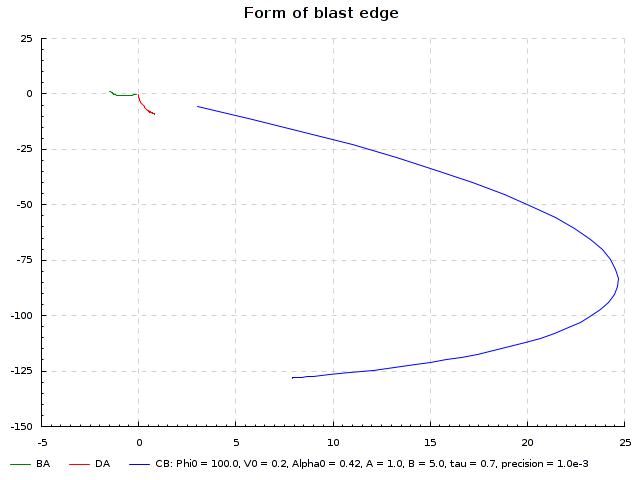 Form of blast edge
25
0
-25
-50
-75
-100
-125
-150
-5 0 5 10 15 20 25
BA DA CB: Phi0 = 100.0, V0 = 0.2, Alpha0 = 0.42, A = 1.0, B = 5.0, tau = 0.7, precision = 1.0e-3